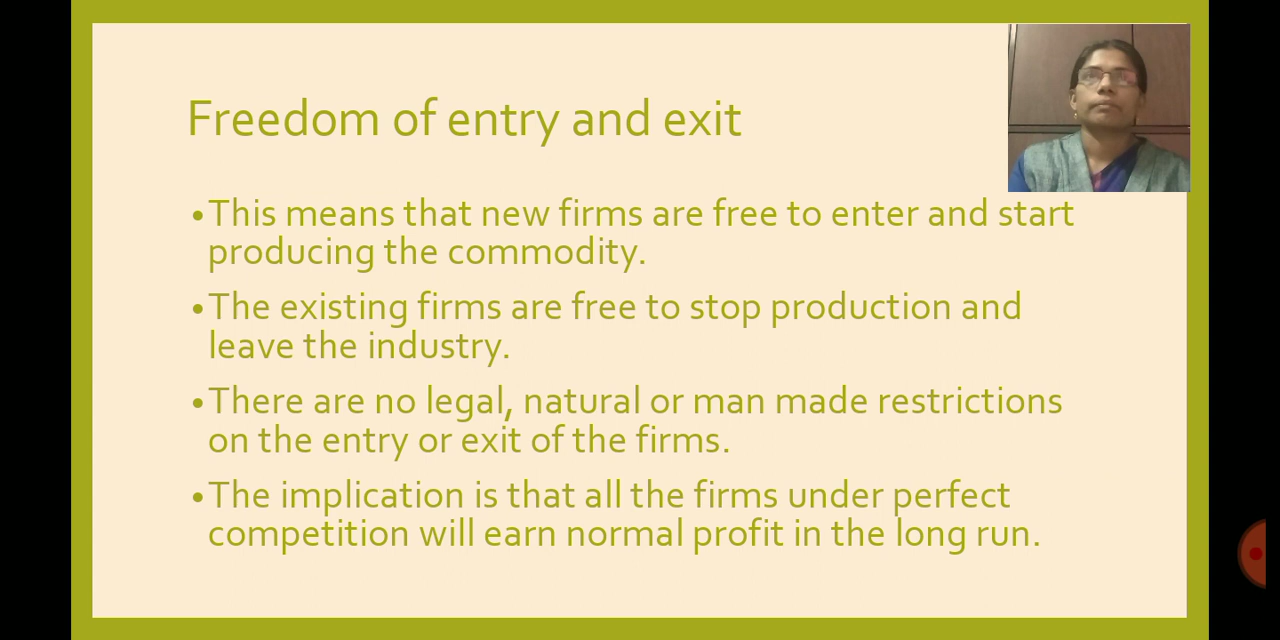 Freedom of entry and exit
•This means that new firms are free to enter and start
producing the commodity.
•The existing firms are free to stop production and
leave the industry.
•There are no legal, natural or man made restrictions
on the entry or exit of the firms.
•The implication is that all the firms under perfect
competition will earn normal profit in the long run.